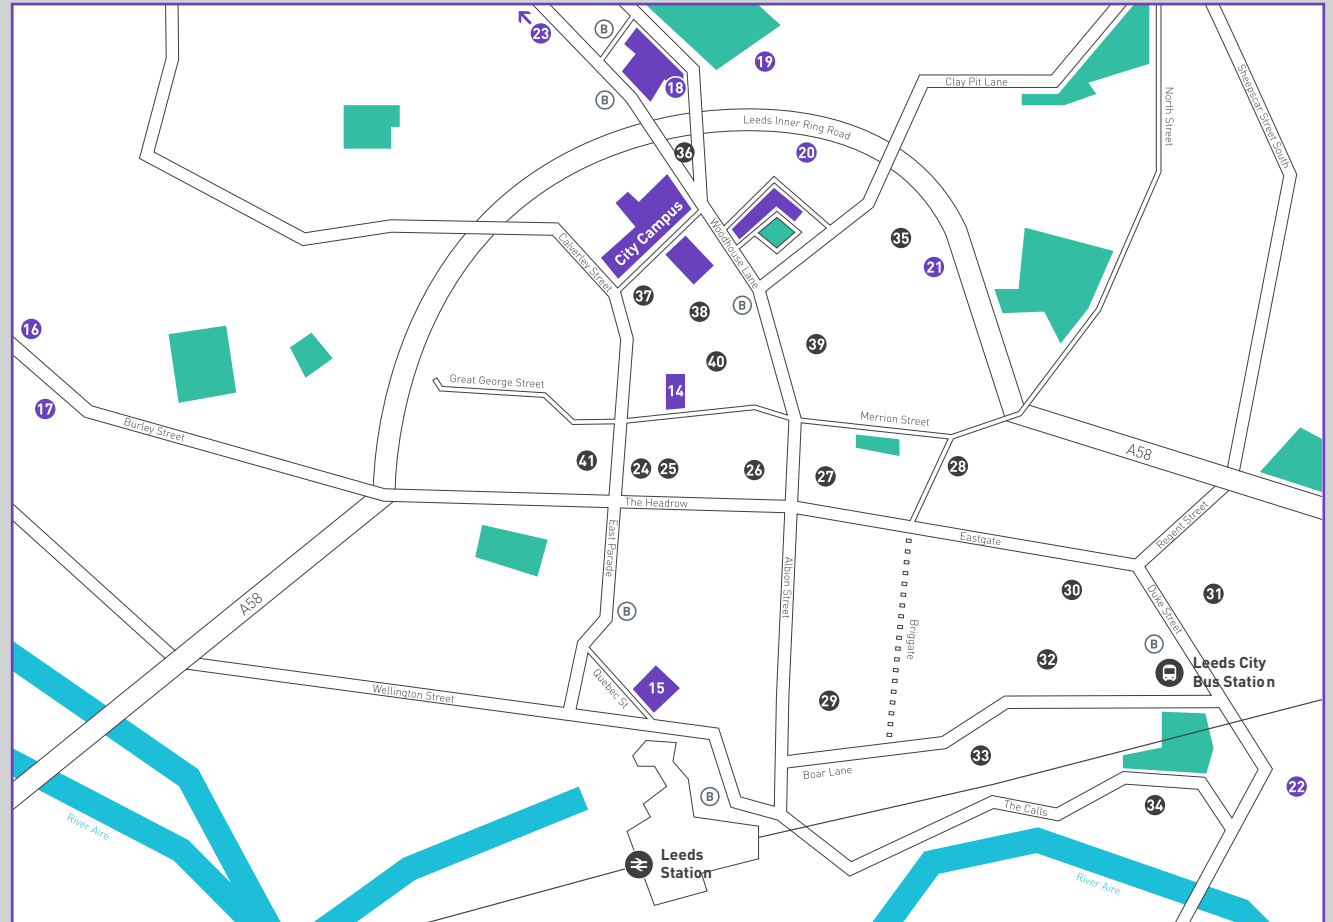 23
B
19
18
B
Clay Pit Lane
North Street
Sheepscar Street South
Leeds Inner Ring Road
36
20
City Campus
Calverley Street
Woodhouse Lane
35
21
37
38
B
16
39
40
14
Great George Street
17
Burley Street
Merrion Street
A58
41
24
25
26
27
28
The Headrow
East Parade
Eastgate
Regent Street
Albion Street
A58
30
31
Duke Street
B
Briggate
B
32
Leeds City
Bus Station
Quebec St
15
Wellington Street
29
33
Boar Lane
22
B
The Calls
34
River Aire
Leeds
Station
River Aire